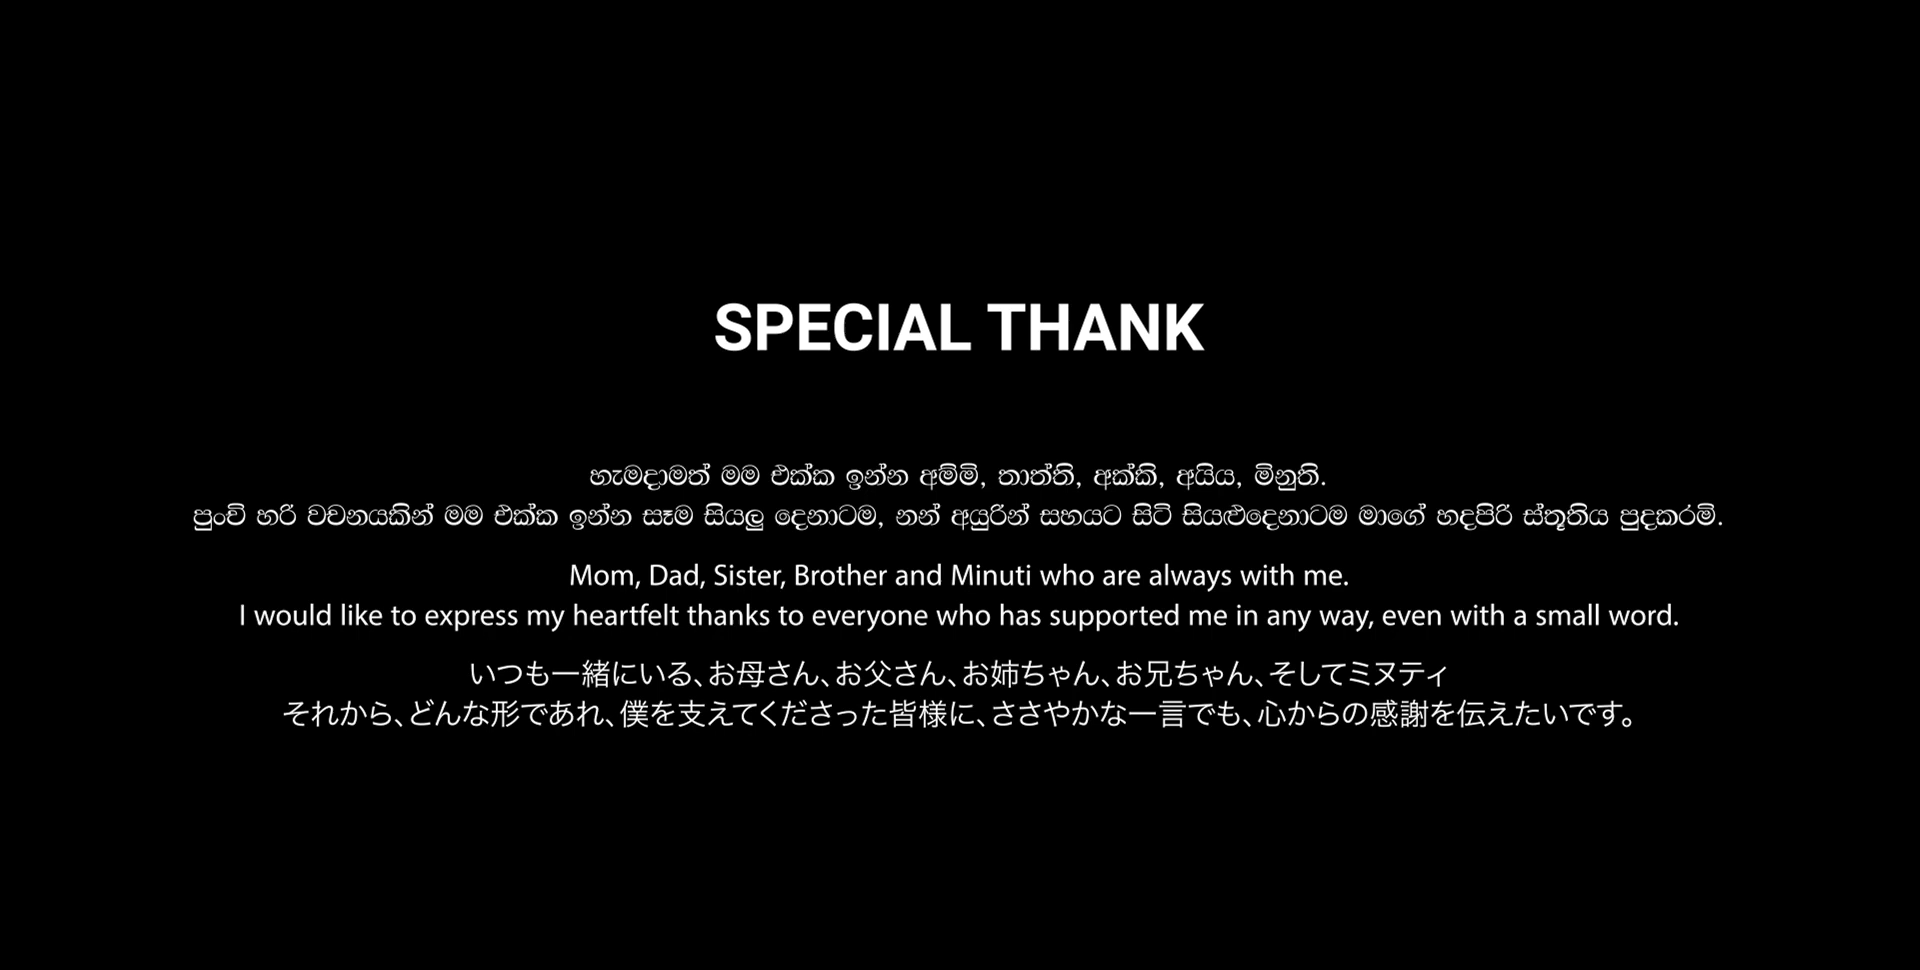 SPECIAL THANK
හැමදාමත් මම එක්ක ඉන්න අම්මි, තාත්ති, අක්කි, අයිය, මිනුති.
පුංචි හරි වචනයකින් මම එක්ක ඉන්න සෑම සියලු දෙනාටම, නන් අයුරින් සහයට සිටි සියළුදෙනාටම මාගේ හදපිරි ස්තූතිය පුදකරමි.
Mom, Dad, Sister, Brother and Minuti who are always with me.
I would like to express my heartfelt thanks to everyone who has supported me in any way, even with a small word.
いつも一緒にいる、お母さん、お父さん、お姉ちゃん、お兄ちゃん、そしてミヌティ
それから、どんな形であれ、僕を支えてくださった皆様に、ささやかな一言でも、心からの感謝を伝えたいです。